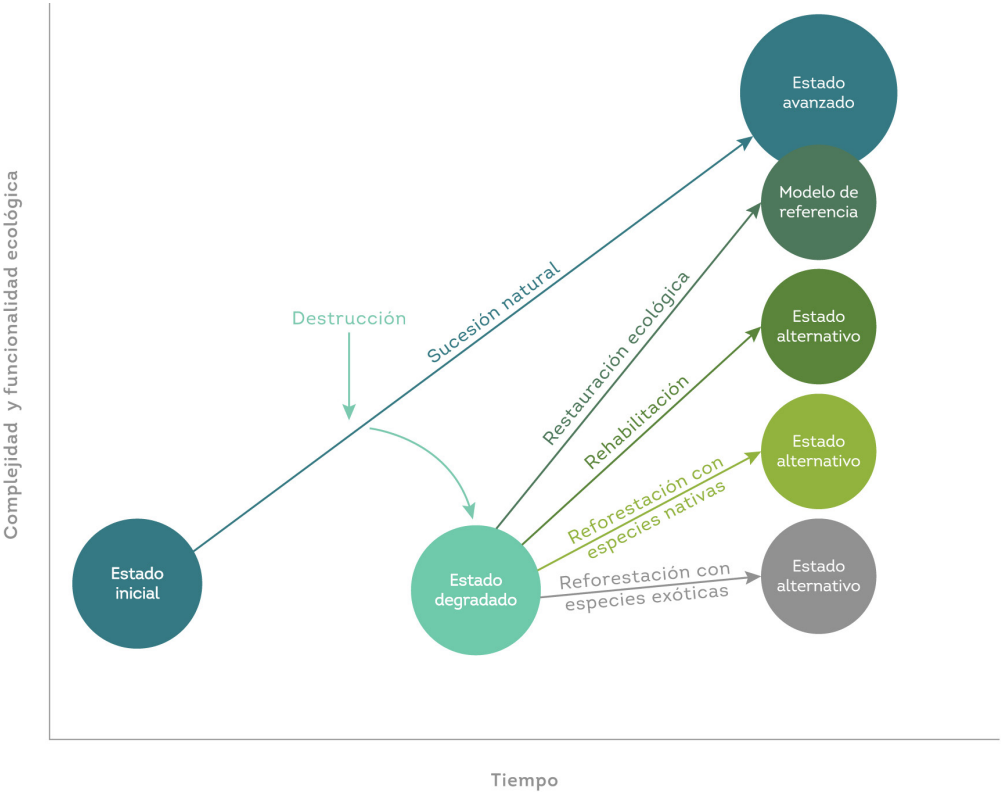 Complejidad y funcionalidad ecológica
Estado
avanzado
Modelo de
referencia
Sucesión natural
Destrucción
Restauración ecológica
Estado
alternativo
Rehabilitación
Estado
alternativo
Reforestación con
especies nativas
Estado
inicial
Estado
degradado
Reforestación con
especies exóticas
Estado
alternativo
Tiempo